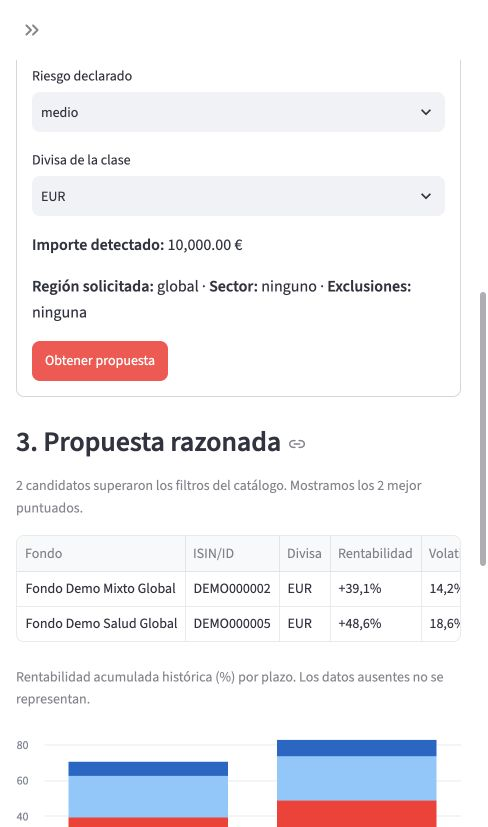 Riesgo declarado
medio
Divisa de la clase
EUR
Importe detectado: 10,000.00 €
Región solicitada: global · Sector: ninguno · Exclusiones:
ninguna
Obtener propuesta
3. Propuesta razonada
2 candidatos superaron los filtros del catálogo. Mostramos los 2 mejor
puntuados.
Fondo ISIN/ID Divisa Rentabilidad Volat
Fondo Demo Mixto Global DEMO000002 EUR +39,1% 14,2%
Fondo Demo Salud Global DEMO000005 EUR +48,6% 18,6%
Rentabilidad acumulada histórica (%) por plazo. Los datos ausentes no se
representan.
80
60
40